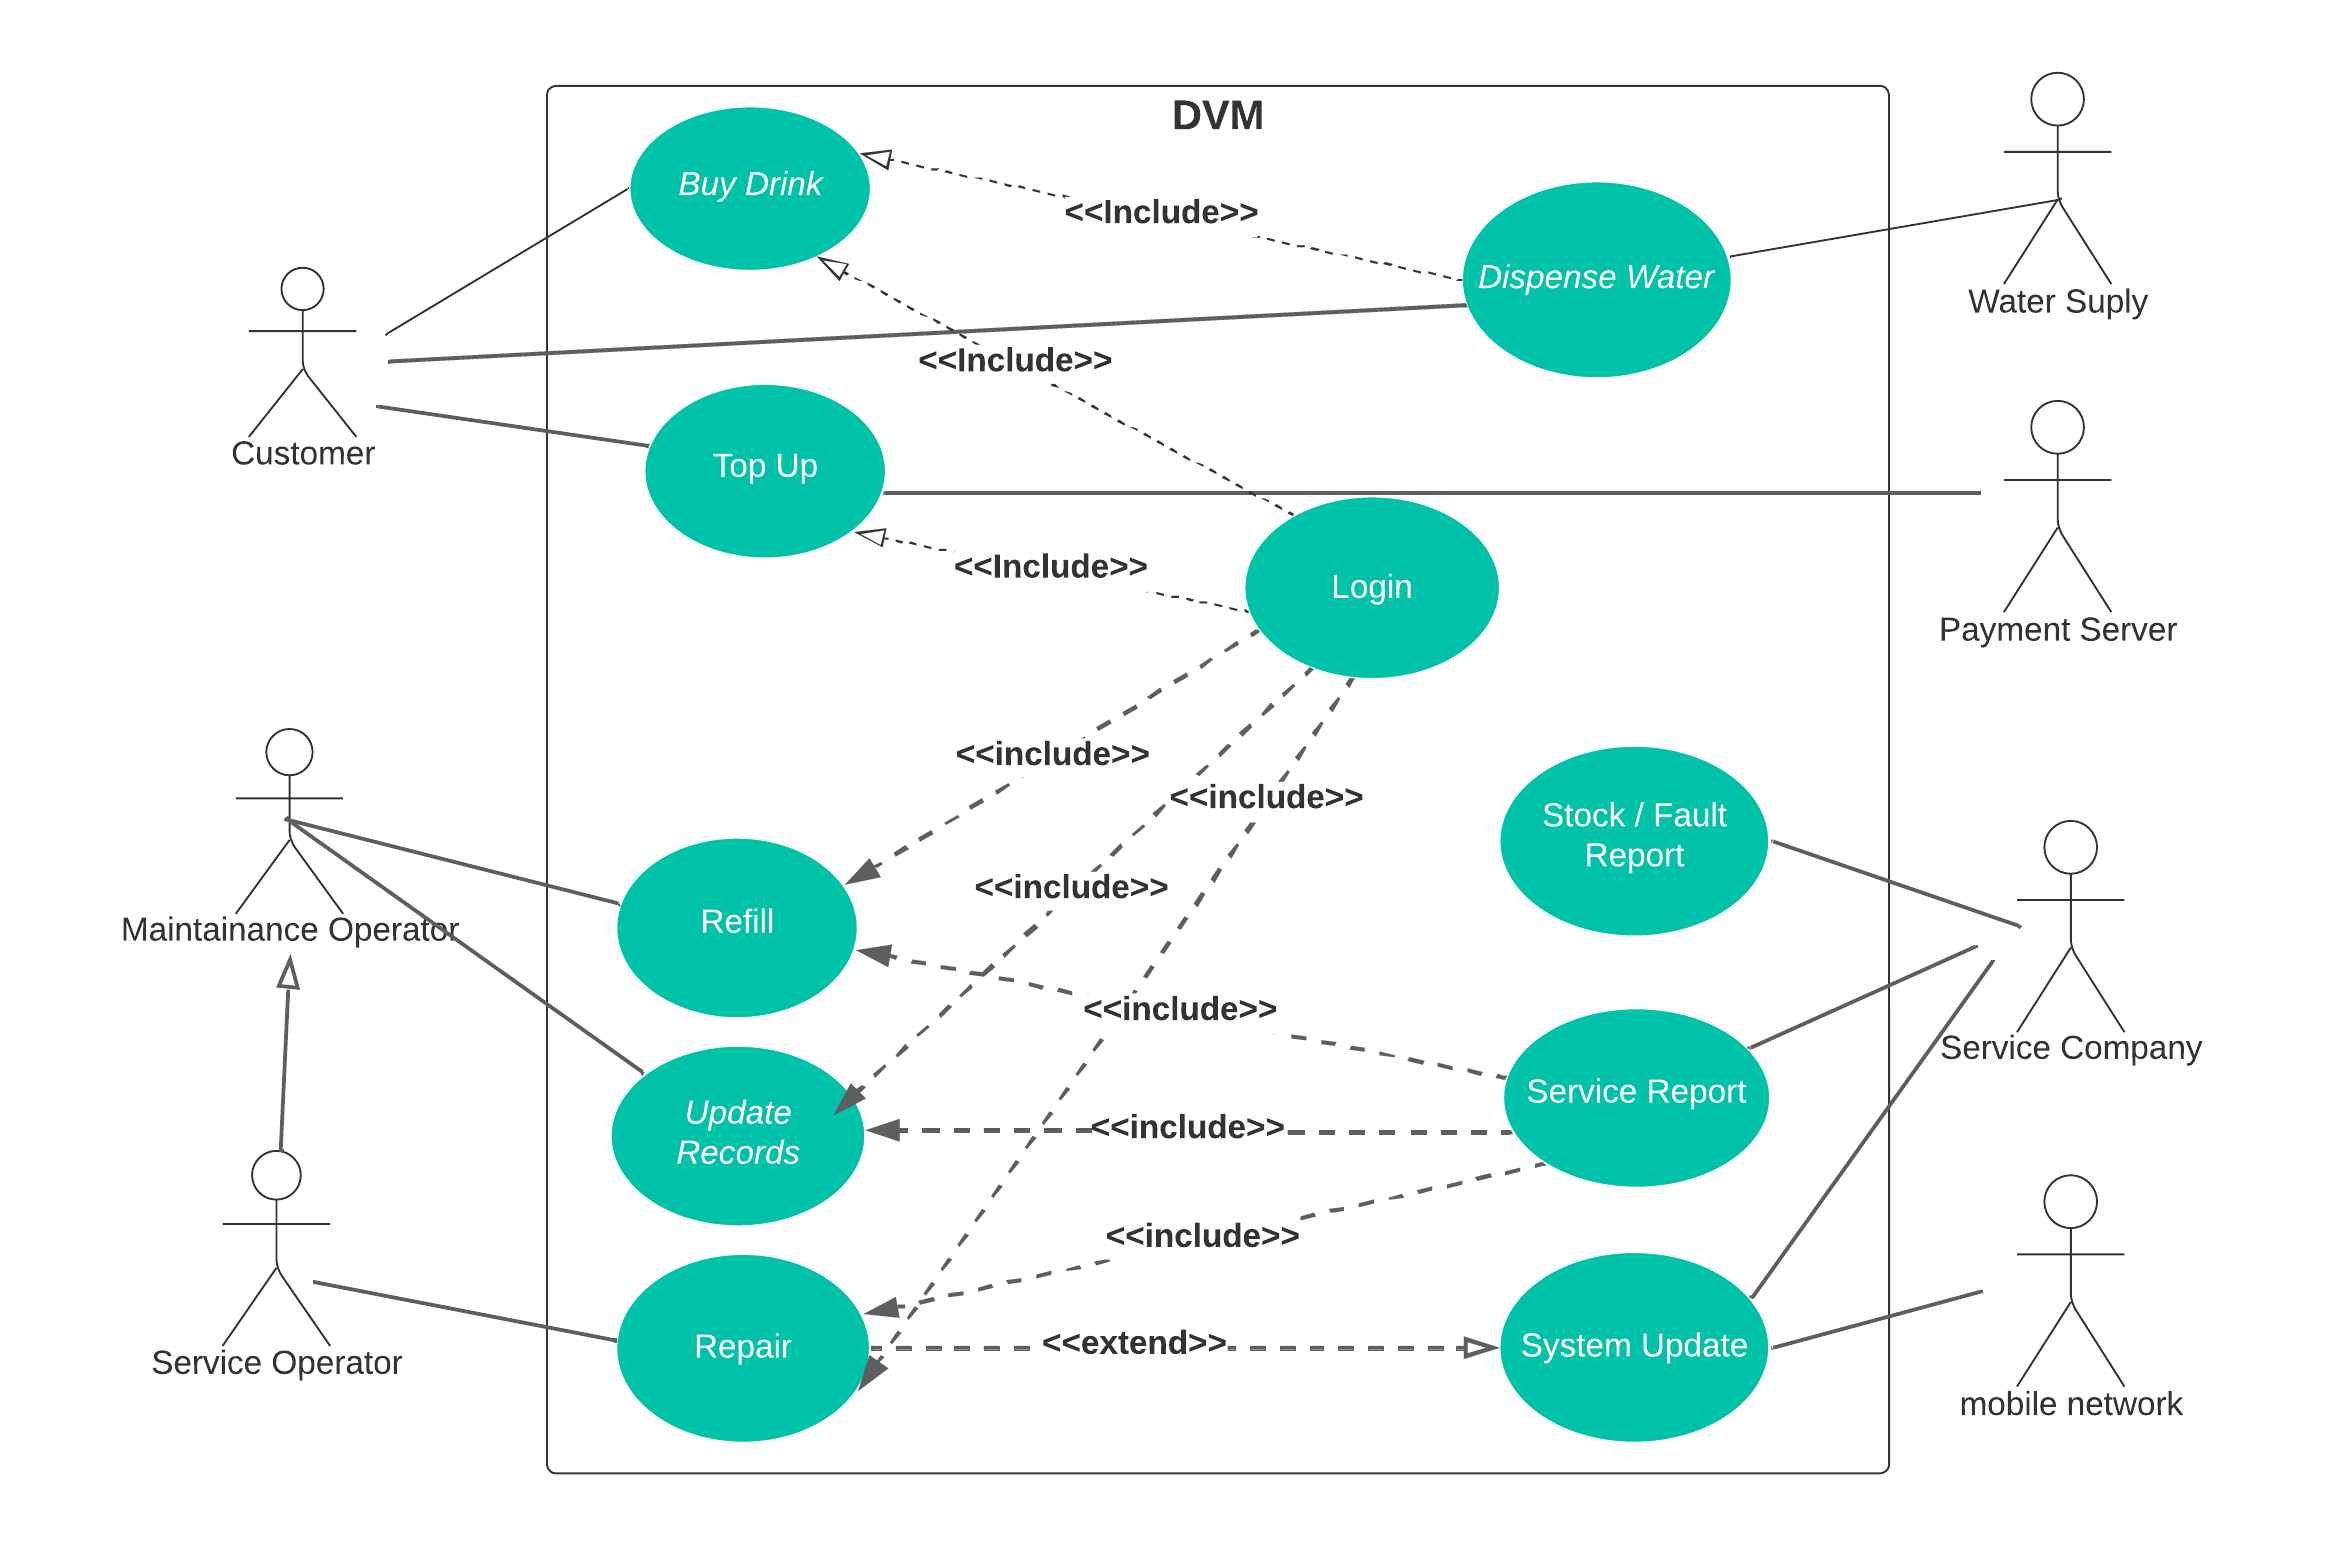 DVM
Buy Drink
<<Include>>
Dispense Water
Water Suply
<<Include>>
Customer
Top Up
<<Include>>
Login
Payment Server
<<include>>
<<include>>
Stock / Fault
Report
<<include>>
Refill
Maintainance Operator
<<include>>
Service Company
Service Report
Update
Records
<<include>>
<<include>>
Repair
<<extend>>
System Update
Service Operator
mobile network